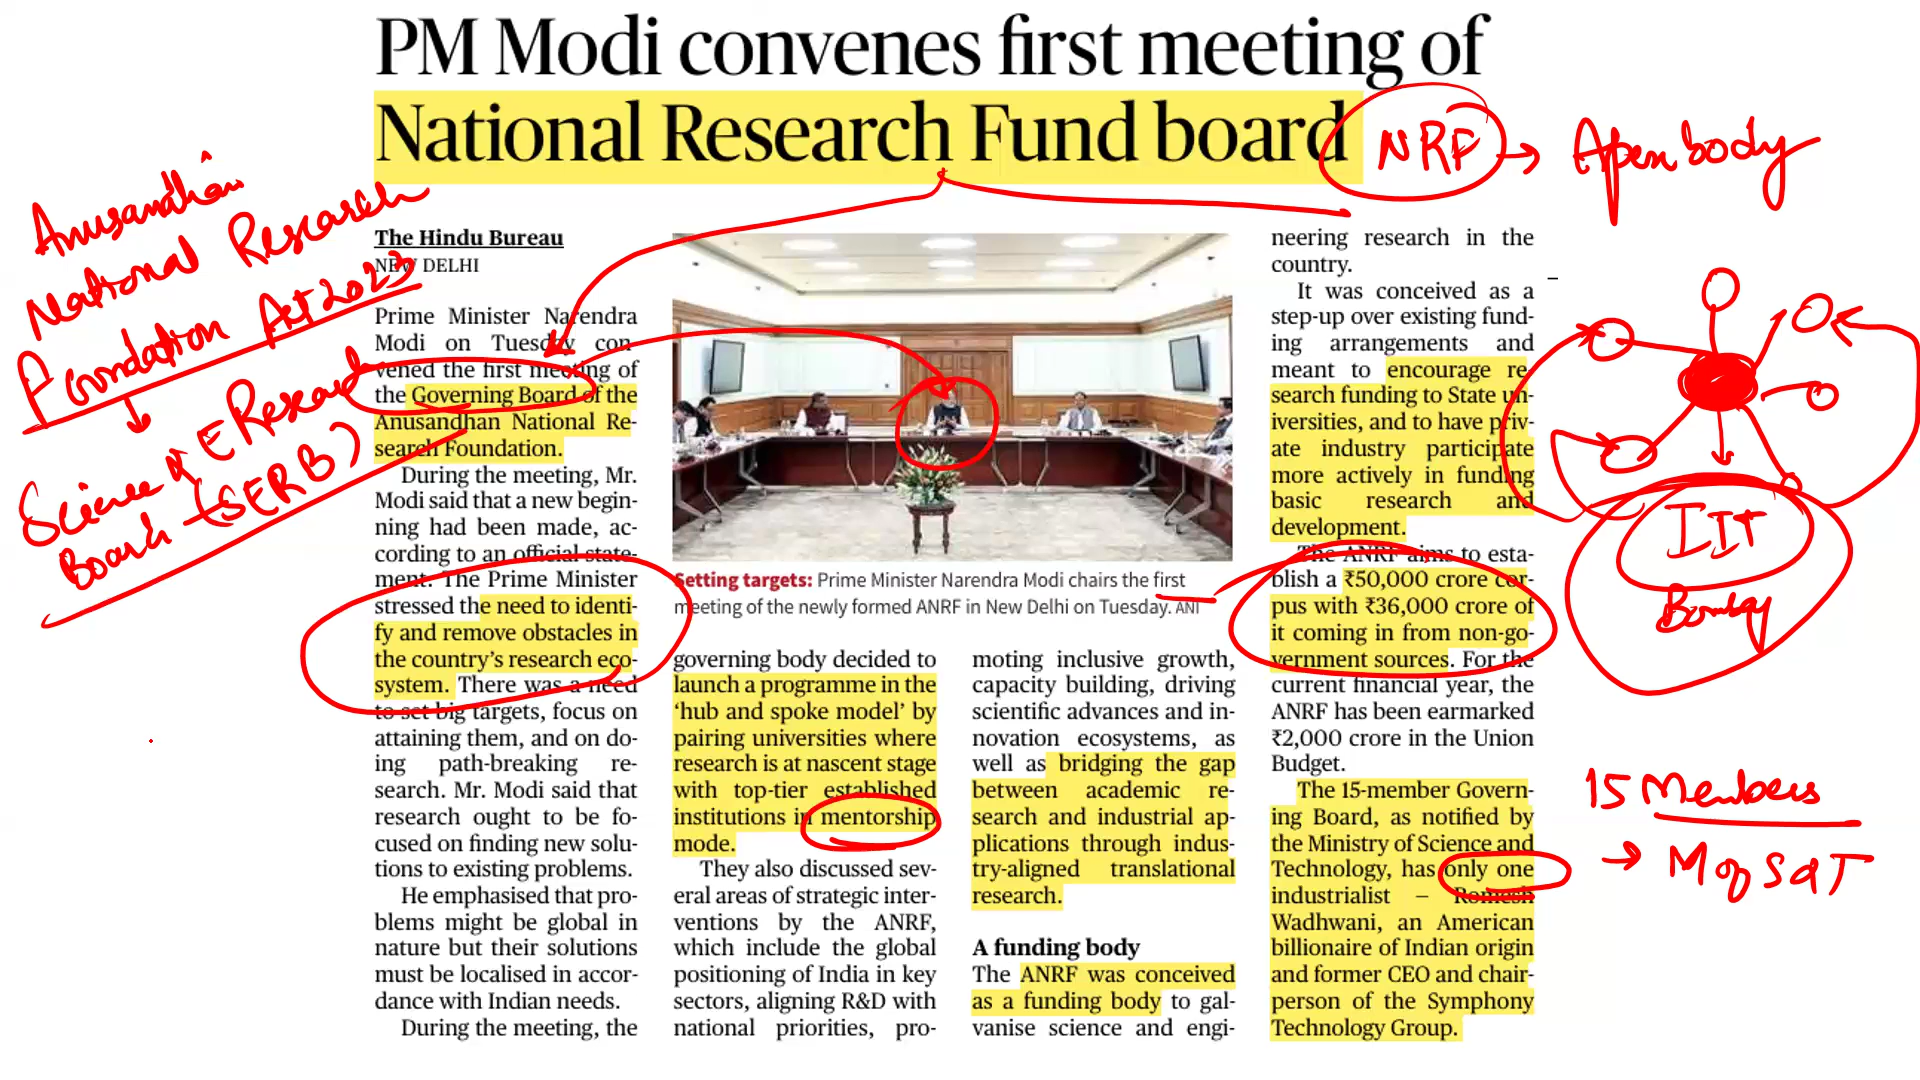 PM Modi convenes first meeting of
National Research Fund board
NRF → Apex body
Anusandhan
National Research
Foundation Act 2023
Science & E Research
Board (SERB)
The Hindu Bureau
NEW DELHI
Prime Minister Narendra
Modi on Tuesday con-
vened the first meeting of
the Governing Board of the
Anusandhan National Re-
search Foundation.
During the meeting, Mr.
Modi said that a new begin-
ning had been made, ac-
cording to an official state-
ment. The Prime Minister
stressed the need to identi-
fy and remove obstacles in
the country's research eco-
system. There was a need
to set big targets, focus on
attaining them, and on do-
ing path-breaking re-
search. Mr. Modi said that
research ought to be fo-
cused on finding new solu-
tions to existing problems.
He emphasised that pro-
blems might be global in
nature but their solutions
must be localised in accor-
dance with Indian needs.
During the meeting, the
Setting targets: Prime Minister Narendra Modi chairs the first
meeting of the newly formed ANRF in New Delhi on Tuesday. ANI
governing body decided to
launch a programme in the
'hub and spoke model' by
pairing universities where
research is at nascent stage
with top-tier established
institutions in mentorship
mode.
They also discussed sev-
eral areas of strategic inter-
ventions by the ANRF,
which include the global
positioning of India in key
sectors, aligning R&D with
national priorities, pro-
moting inclusive growth,
capacity building, driving
scientific advances and in-
novation ecosystems, as
well as bridging the gap
between academic re-
search and industrial ap-
plications through indus-
try-aligned translational
research.
A funding body
The ANRF was conceived
as a funding body to gal-
vanise science and engi-
neering research in the
country.
It was conceived as a
step-up over existing fund-
ing arrangements and
meant to encourage re-
search funding to State un-
iversities, and to have priv-
ate industry participate
more actively in funding
basic research and
development.
The ANRF aims to esta-
blish a ₹50,000 crore cor-
pus with ₹36,000 crore of
it coming in from non-go-
vernment sources. For the
current financial year, the
ANRF has been earmarked
₹2,000 crore in the Union
Budget.
The 15-member Govern-
ing Board, as notified by
the Ministry of Science and
Technology, has only one
industrialist – Romesh
Wadhwani, an American
billionaire of Indian origin
and former CEO and chair-
person of the Symphony
Technology Group.
IIT
Bombay
15 Members
→ M of S&T